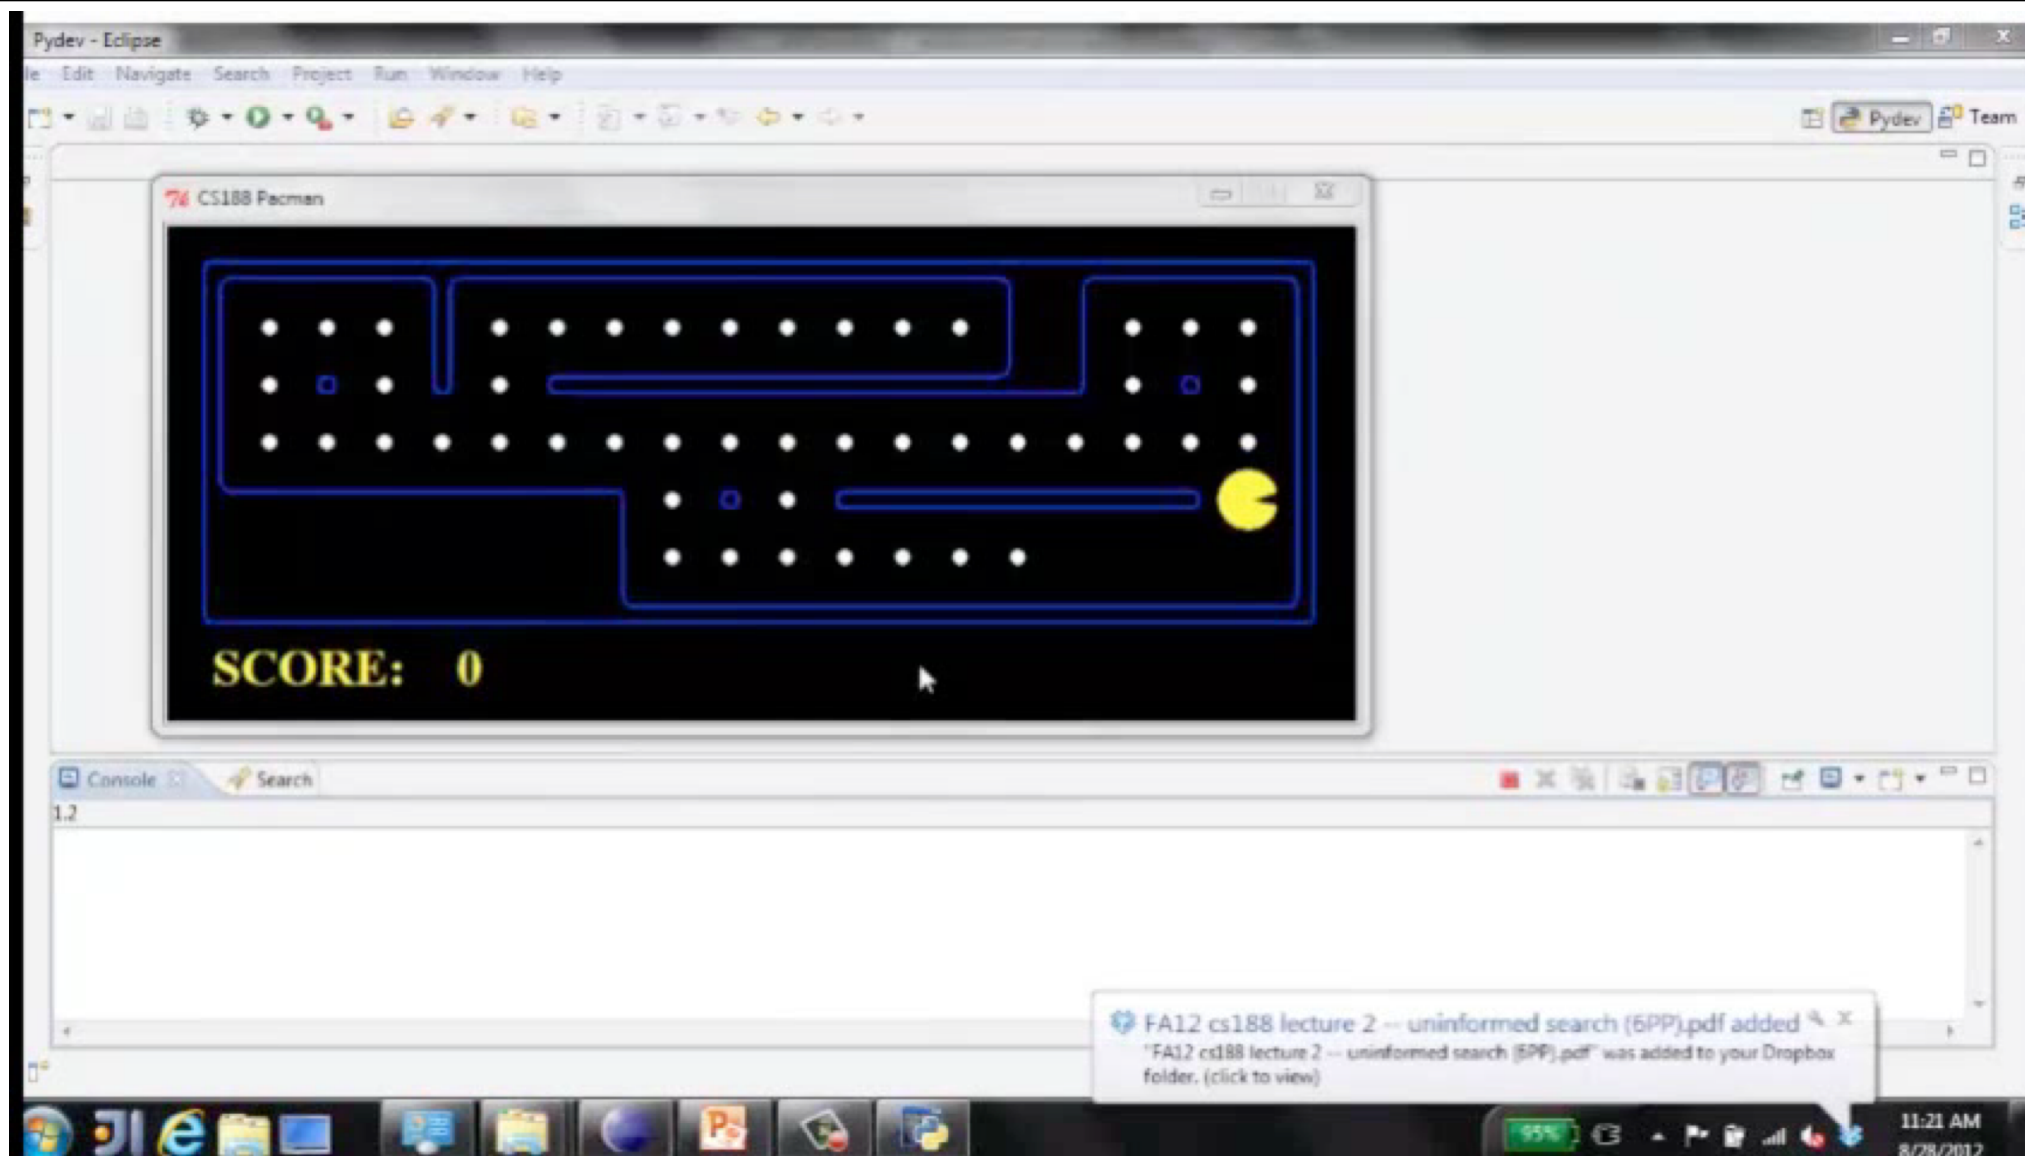 Pydev - Eclipse
le Edit Navigate Search Project Run Window Help
Pydev Team
CS188 Pacman
SCORE: 0
Console Search
1.2
FA12 cs188 lecture 2 -- uninformed search (6PP).pdf added
"FA12 cs188 lecture 2 -- uninformed search (6PP).pdf" was added to your Dropbox
folder. (click to view)
95%
11:21 AM
8/28/2012